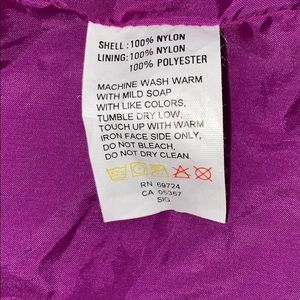 SHELL : 100% NYLON
LINING: 100% NYLON
100% POLYESTER
MACHINE WASH WARM
WITH MILD SOAP
WITH LIKE COLORS,
TUMBLE DRY LOW,
TOUCH UP WITH WARM
IRON FACE SIDE ONLY,
DO NOT BLEACH,
DO NOT DRY CLEAN.
RN 69724
CA 05367
SIG